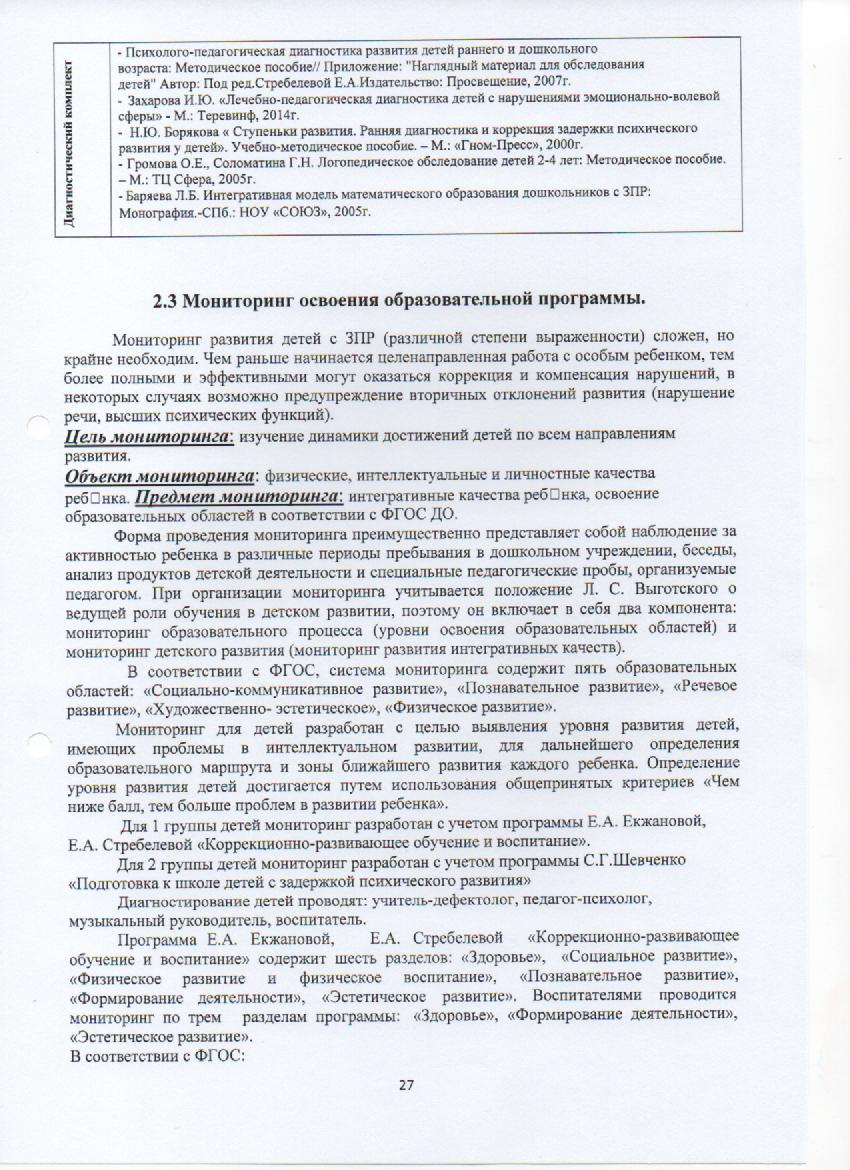 Диагностический комплект
- Психолого-педагогическая диагностика развития детей раннего и дошкольного
возраста: Методическое пособие// Приложение: "Наглядный материал для обследования
детей" Автор: Под ред.Стребелевой Е.А.Издательство: Просвешение, 2007г.
- Захарова И.Ю. «Лечебно-педагогическая диагностика детей с нарушениями эмоционально-волевой
сферы» - М.: Теревинф, 2014г.
- Н.Ю. Борякова « Ступеньки развития. Ранняя диагностика и коррекция задержки психического
развития у детей». Учебно-методическое пособие. – М.: «Гном-Пресс», 2000г.
- Громова О.Е., Соломатина Г.Н. Логопедическое обследование детей 2-4 лет: Методическое пособие.
– М.: ТЦ Сфера, 2005г.
- Баряева Л.Б. Интегративная модель математического образования дошкольников с ЗПР:
Монография.-СПб.: НОУ «СОЮЗ», 2005г.
2.3 Мониторинг освоения образовательной программы.
Мониторинг развития детей с ЗПР (различной степени выраженности) сложен, но
крайне необходим. Чем раньше начинается целенаправленная работа с особым ребенком, тем
более полными и эффективными могут оказаться коррекция и компенсация нарушений, в
некоторых случаях возможно предупреждение вторичных отклонений развития (нарушение
речи, высших психических функций).
Цель мониторинга: изучение динамики достижений детей по всем направлениям
развития.
Объект мониторинга: физические, интеллектуальные и личностные качества
реб□нка. Предмет мониторинга: интегративные качества реб□нка, освоение
образовательных областей в соответствии с ФГОС ДО.
Форма проведения мониторинга преимущественно представляет собой наблюдение за
активностью ребенка в различные периоды пребывания в дошкольном учреждении, беседы,
анализ продуктов детской деятельности и специальные педагогические пробы, организуемые
педагогом. При организации мониторинга учитывается положение Л. С. Выготского о
ведущей роли обучения в детском развитии, поэтому он включает в себя два компонента:
мониторинг образовательного процесса (уровни освоения образовательных областей) и
мониторинг детского развития (мониторинг развития интегративных качеств).
В соответствии с ФГОС, система мониторинга содержит пять образовательных
областей: «Социально-коммуникативное развитие», «Познавательное развитие», «Речевое
развитие», «Художественно- эстетическое», «Физическое развитие».
Мониторинг для детей разработан с целью выявления уровня развития детей,
имеющих проблемы в интеллектуальном развитии, для дальнейшего определения
образовательного маршрута и зоны ближайшего развития каждого ребенка. Определение
уровня развития детей достигается путем использования общепринятых критериев «Чем
ниже балл, тем больше проблем в развитии ребенка».
Для 1 группы детей мониторинг разработан с учетом программы Е.А. Екжановой,
Е.А. Стребелевой «Коррекционно-развивающее обучение и воспитание».
Для 2 группы детей мониторинг разработан с учетом программы С.Г.Шевченко
«Подготовка к школе детей с задержкой психического развития»
Диагностирование детей проводят: учитель-дефектолог, педагог-психолог,
музыкальный руководитель, воспитатель.
Программа Е.А. Екжановой, Е.А. Стребелевой «Коррекционно-развивающее
обучение и воспитание» содержит шесть разделов: «Здоровье», «Социальное развитие»,
«Физическое развитие и физическое воспитание», «Познавательное развитие»,
«Формирование деятельности», «Эстетическое развитие». Воспитателями проводится
мониторинг по трем разделам программы: «Здоровье», «Формирование деятельности»,
«Эстетическое развитие».
В соответствии с ФГОС:
27